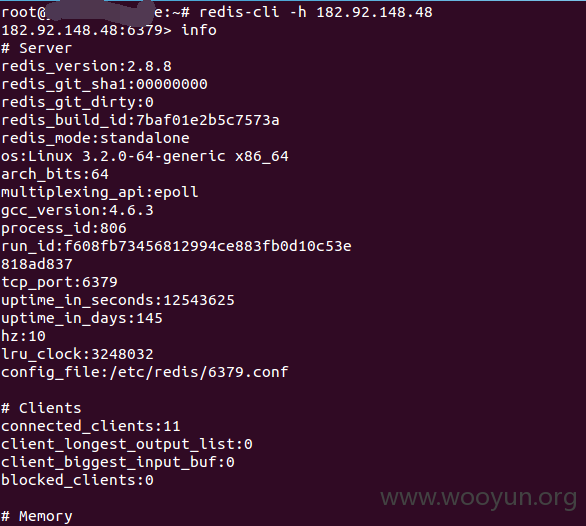 root@e:~# redis-cli -h 182.92.148.48
182.92.148.48:6379> info
# Server
redis_version:2.8.8
redis_git_sha1:00000000
redis_git_dirty:0
redis_build_id:7baf01e2b5c7573a
redis_mode:standalone
os:Linux 3.2.0-64-generic x86_64
arch_bits:64
multiplexing_api:epoll
gcc_version:4.6.3
process_id:806
run_id:f608fb73456812994ce883fb0d10c53e
818ad837
tcp_port:6379
uptime_in_seconds:12543625
uptime_in_days:145
hz:10
lru_clock:3248032
config_file:/etc/redis/6379.conf
# Clients
connected_clients:11
client_longest_output_list:0
client_biggest_input_buf:0
blocked_clients:0
www.wooyun.org
# Memory